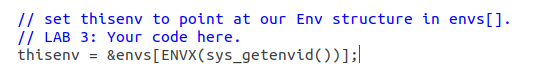 // set thisenv to point at our Env structure in envs[].
// LAB 3: Your code here.
thisenv = &envs[ENVX(sys_getenvid())];